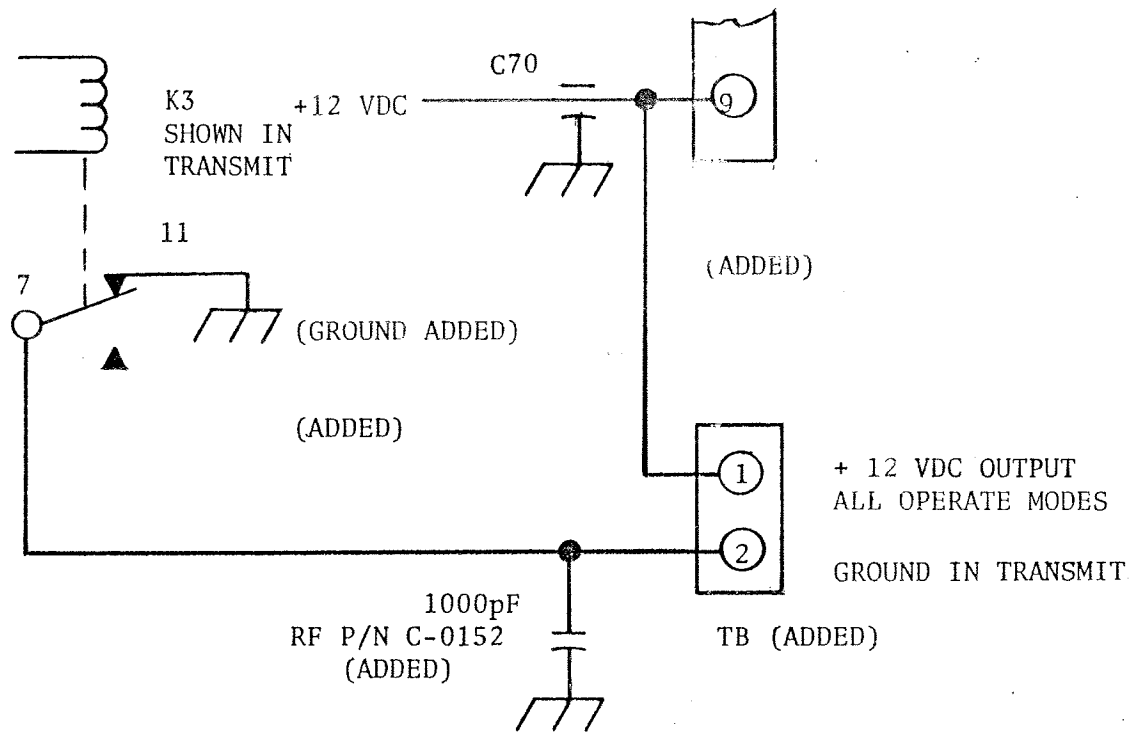 C70
K3
SHOWN IN
TRANSMIT
+12 VDC
9
11
7
(ADDED)
(GROUND ADDED)
(ADDED)
1
+ 12 VDC OUTPUT
ALL OPERATE MODES
2
GROUND IN TRANSMIT
1000pF
RF P/N C-0152
(ADDED)
TB (ADDED)